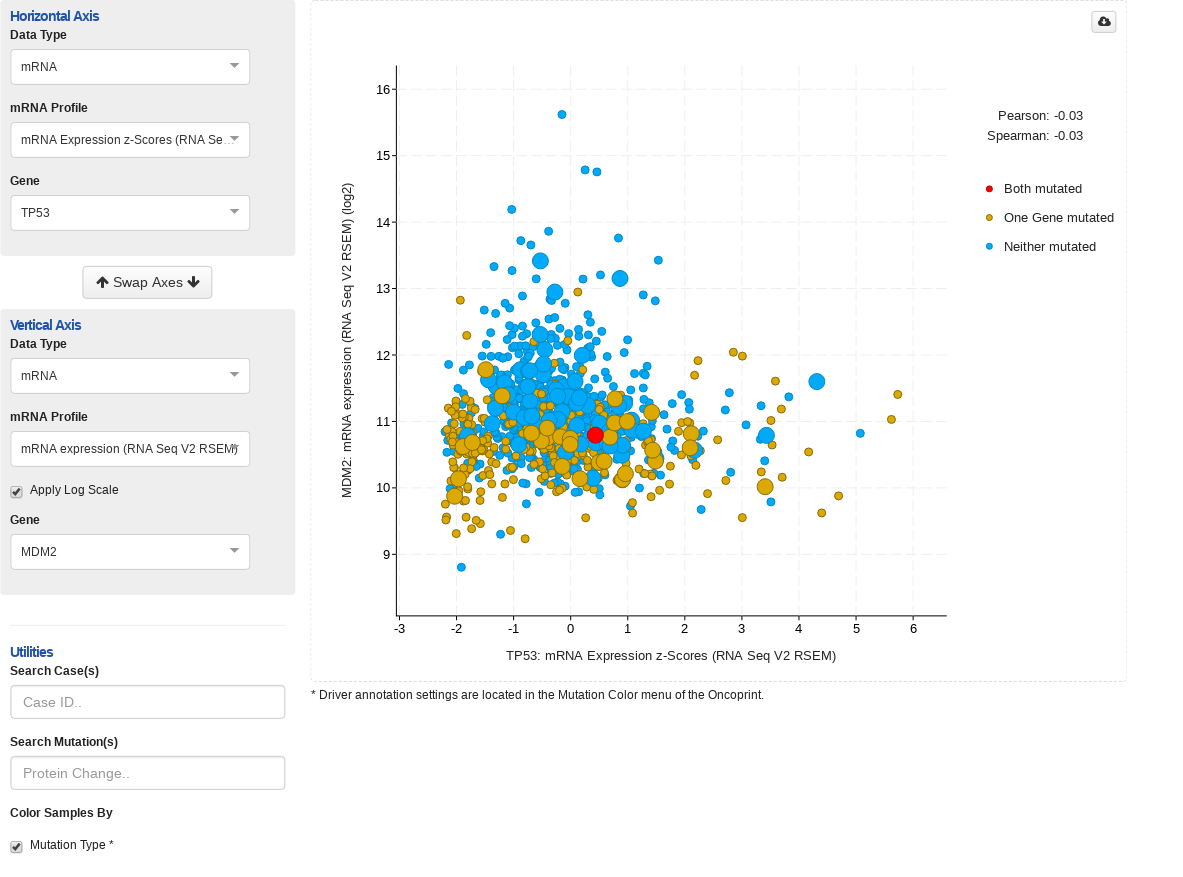 Horizontal Axis
Data Type
mRNA
mRNA Profile
mRNA Expression z-Scores (RNA Se...
Gene
TP53
Swap Axes
Vertical Axis
Data Type
mRNA
mRNA Profile
mRNA expression (RNA Seq V2 RSEM)
Apply Log Scale
Gene
MDM2
Utilities
Search Case(s)
Case ID..
Search Mutation(s)
Protein Change..
Color Samples By
Mutation Type *
MDM2: mRNA expression (RNA Seq V2 RSEM) (log2)
16
15
14
13
12
11
10
9
-3 -2 -1 0 1 2 3 4 5 6
TP53: mRNA Expression z-Scores (RNA Seq V2 RSEM)
Pearson: -0.03
Spearman: -0.03
Both mutated
One Gene mutated
Neither mutated
* Driver annotation settings are located in the Mutation Color menu of the Oncoprint.